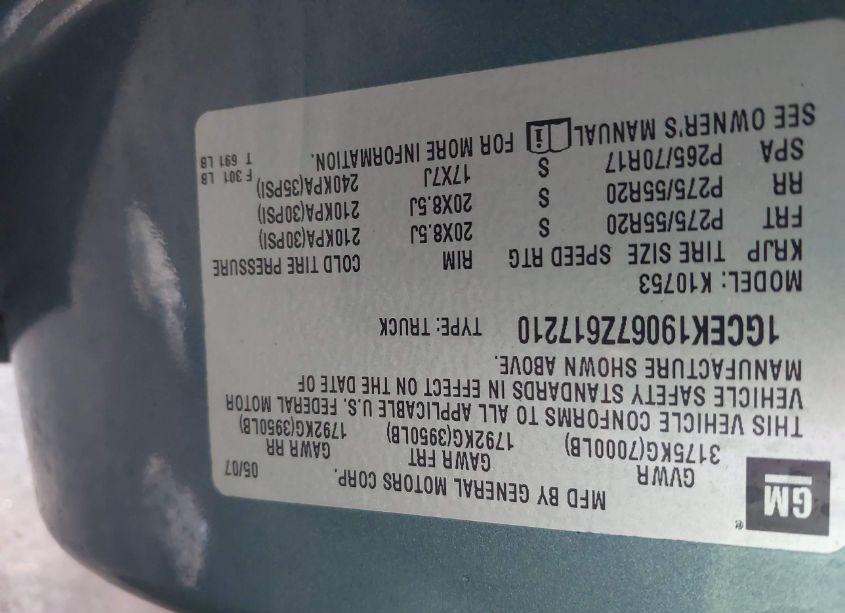 GM ®
MFD BY GENERAL MOTORS CORP. 05/07
GVWR GAWR FRT GAWR RR
3175KG(7000LB) 1792KG(3950LB) 1792KG(3950LB)
THIS VEHICLE CONFORMS TO ALL APPLICABLE U.S. FEDERAL MOTOR
VEHICLE SAFETY STANDARDS IN EFFECT ON THE DATE OF
MANUFACTURE SHOWN ABOVE.
1GCEK19067Z617210 TYPE: TRUCK
MODEL: K10753
KRJP TIRE SIZE SPEED RTG RIM COLD TIRE PRESSURE
FRT P275/55R20 S 20X8.5J 210KPA(30PSI)
RR P275/55R20 S 20X8.5J 210KPA(30PSI)
SPA P265/70R17 S 17X7J 240KPA(35PSI) F 301 LB
SEE OWNER'S MANUAL i FOR MORE INFORMATION. T 691 LB